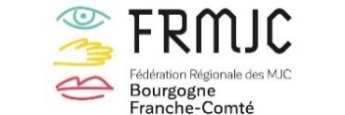 FRMJC
Fédération Régionale des MJC
Bourgogne
Franche-Comté